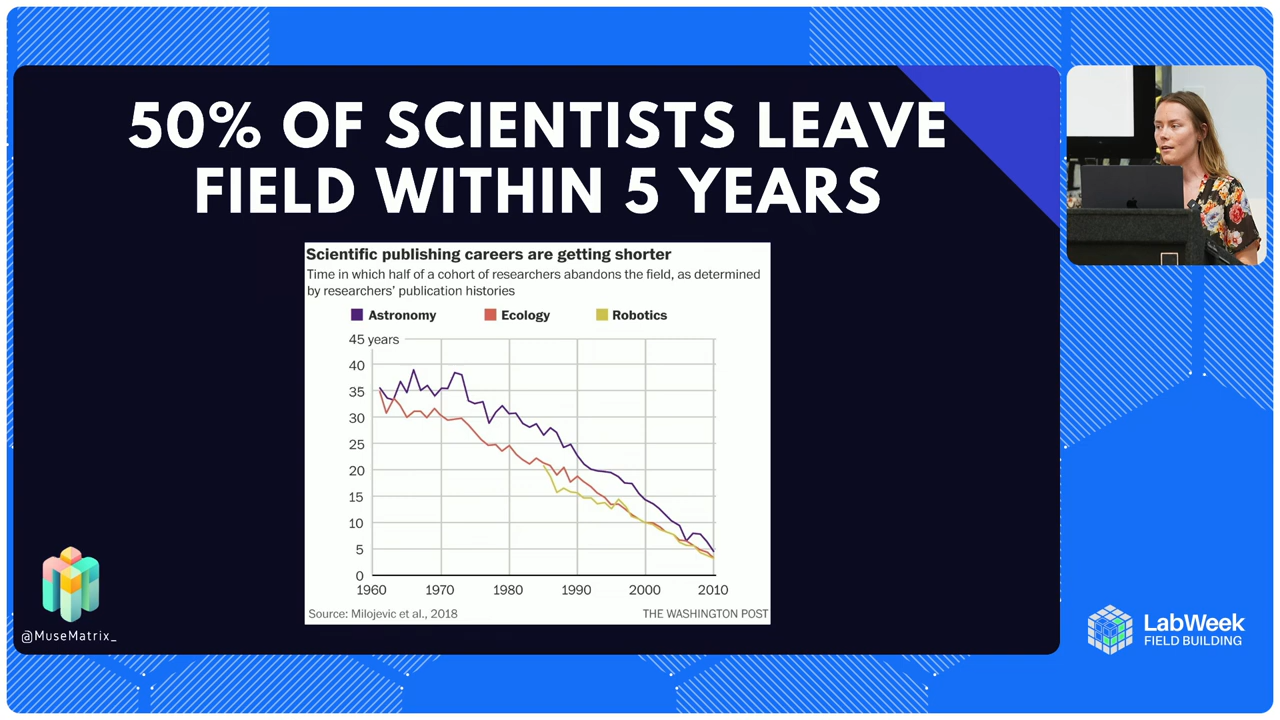 50% OF SCIENTISTS LEAVE
FIELD WITHIN 5 YEARS
Scientific publishing careers are getting shorter
Time in which half of a cohort of researchers abandons the field, as determined
by researchers' publication histories
Astronomy Ecology Robotics
45 years
40
35
30
25
20
15
10
5
0
1960 1970 1980 1990 2000 2010
Source: Milojevic et al., 2018 THE WASHINGTON POST
@MuseMatrix_
LabWeek
FIELD BUILDING